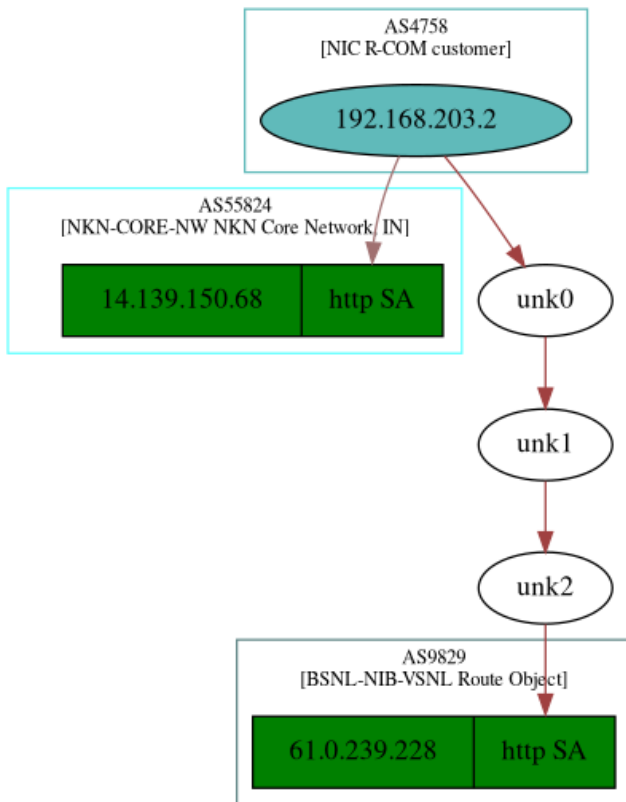 AS4758
[NIC R-COM customer]
192.168.203.2
AS55824
[NKN-CORE-NW NKN Core Network, IN]
14.139.150.68
http SA
unk0
unk1
unk2
AS9829
[BSNL-NIB-VSNL Route Object]
61.0.239.228
http SA